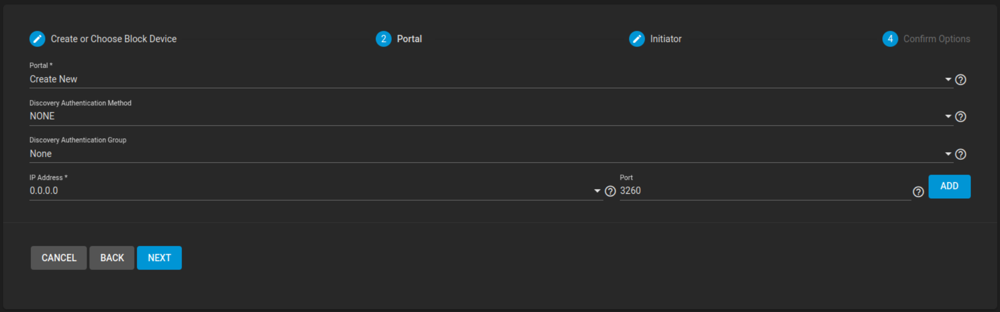 Create or Choose Block Device
2 Portal
Initiator
4 Confirm Options
Portal *
Create New
Discovery Authentication Method
NONE
Discovery Authentication Group
None
IP Address *
0.0.0.0
Port
3260
ADD
CANCEL BACK NEXT